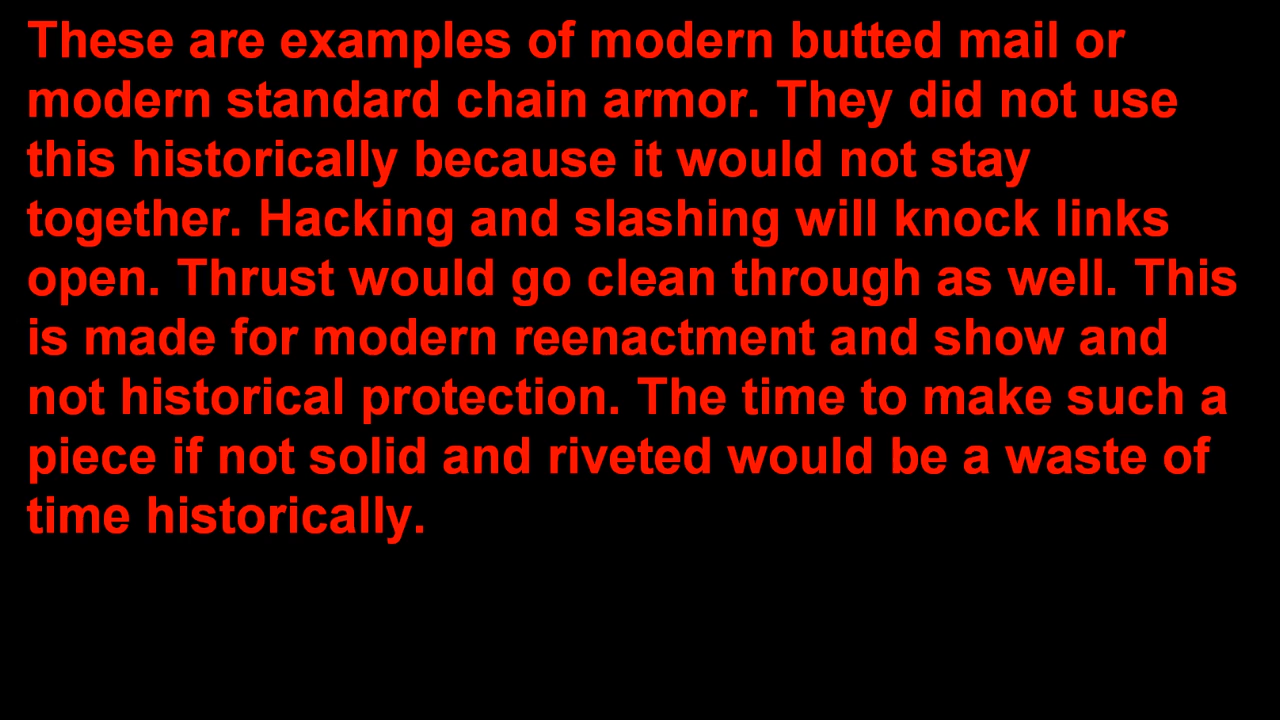 These are examples of modern butted mail or
modern standard chain armor. They did not use
this historically because it would not stay
together. Hacking and slashing will knock links
open. Thrust would go clean through as well. This
is made for modern reenactment and show and
not historical protection. The time to make such a
piece if not solid and riveted would be a waste of
time historically.